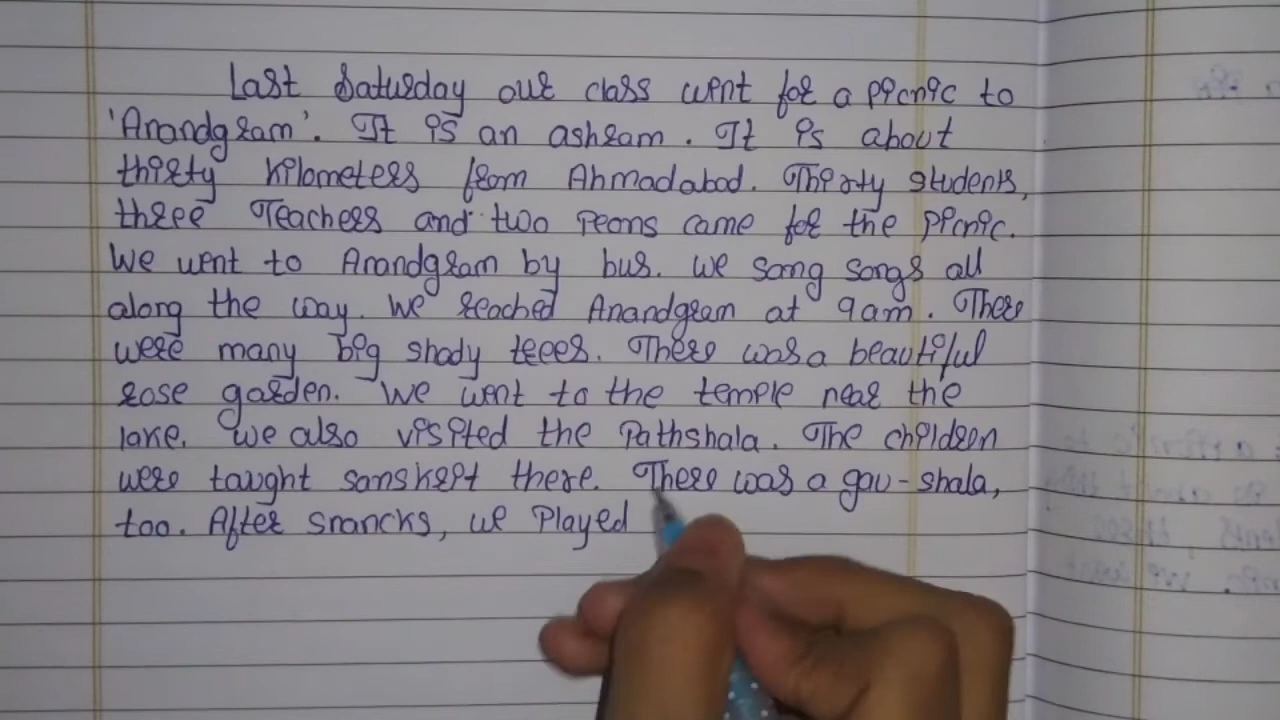 Last Saturday our class went for a picnic to
'Anandgram'. It is an ashram. It is about
thirty kilometers from Ahmadabad. Thirty students,
three Teachers and two Peons came for the picnic.
We went to Anandgram by bus. We sang songs all
along the way. We reached Anandgram at 9am. There
were many big shady trees. There was a beautiful
rose garden. We went to the temple near the
lake. We also visited the Pathshala. The children
were taught sanskrit there. There was a gau-shala,
too. After snancks, we Played